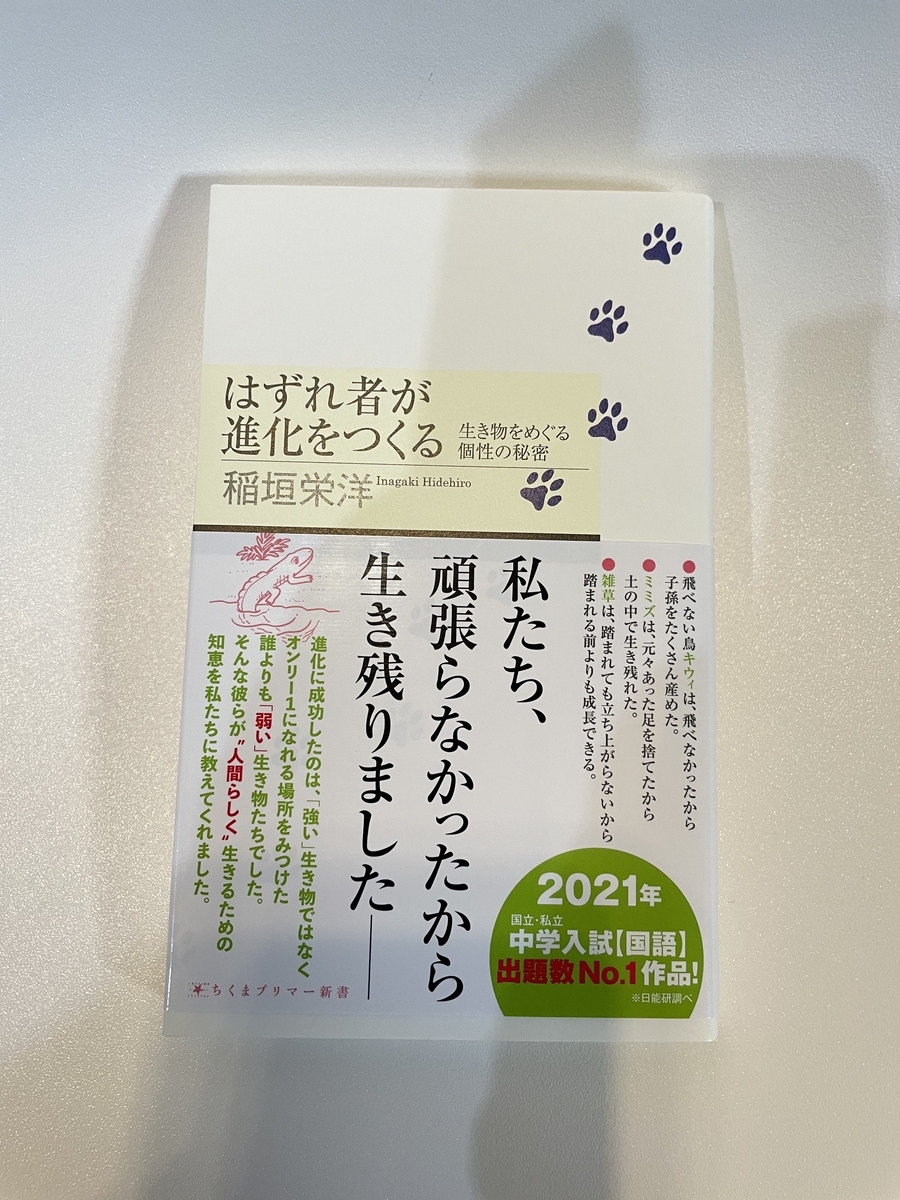 はずれ者が
進化をつくる
生き物をめぐる
個性の秘密
稲垣栄洋
Inagaki Hidehiro
●飛べない鳥キウィは、飛べなかったから
子孫をたくさん産めた。
●ミミズは、元々あった足を捨てたから
土の中で生き残れた。
●雑草は、踏まれても立ち上がらないから
踏まれる前よりも成長できる。
私たち、
頑張らなかったから
生き残りました──
進化に成功したのは、「強い」生き物ではなく
オンリー1になれる場所をみつけた
誰よりも「弱い」生き物たちでした。
そんな彼らが〝人間らしく〟生きるための
知恵を私たちに教えてくれました。
ちくまプリマー新書
2021年
国立・私立
中学入試【国語】
出題数No.1作品!
※日能研調べ